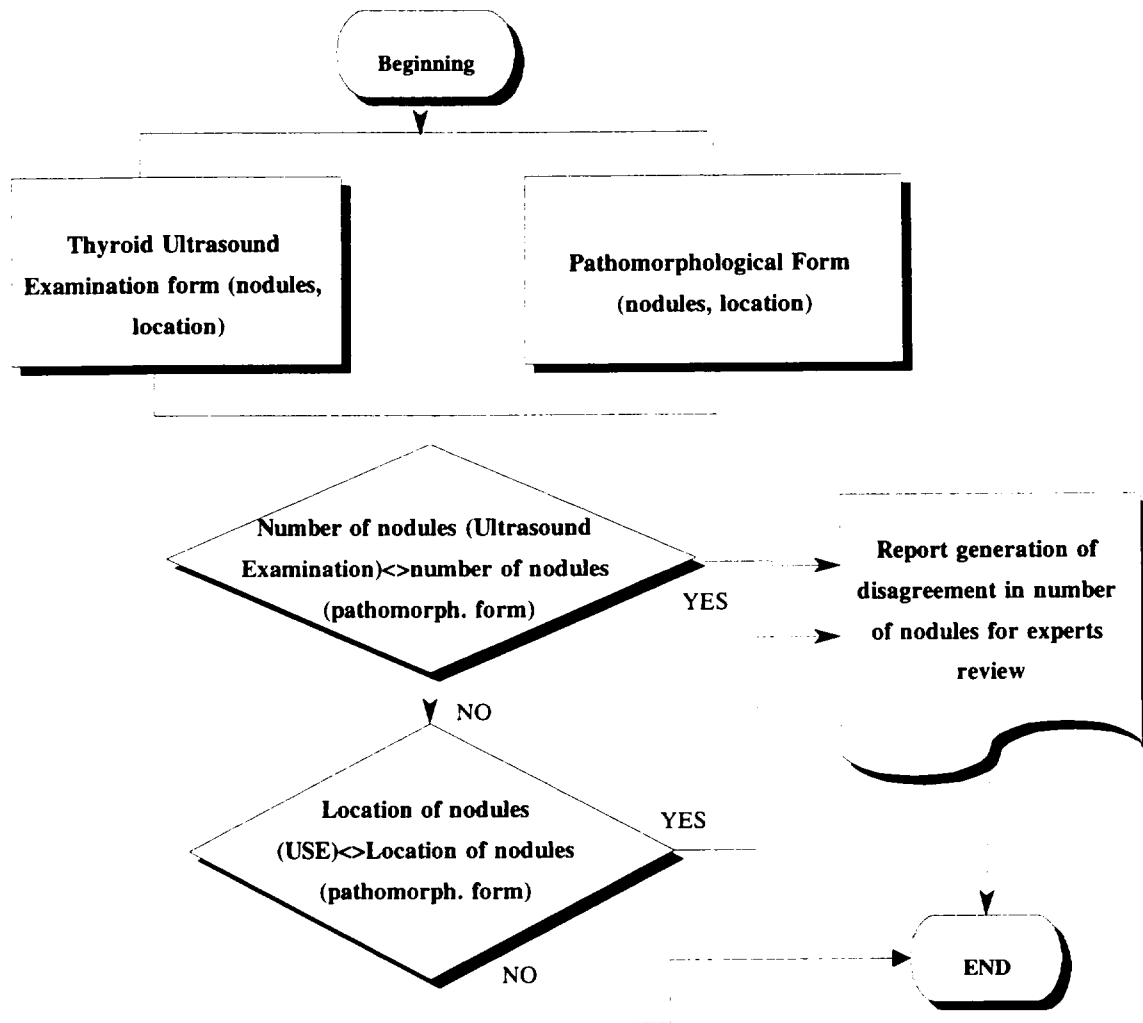 Beginning
Thyroid Ultrasound
Examination form (nodules,
location)
Pathomorphological Form
(nodules, location)
Number of nodules (Ultrasound
Examination)<>number of nodules
(pathomorph. form)
YES
Report generation of
disagreement in number
of nodules for experts
review
NO
Location of nodules
(USE)<>Location of nodules
(pathomorph. form)
YES
NO
END